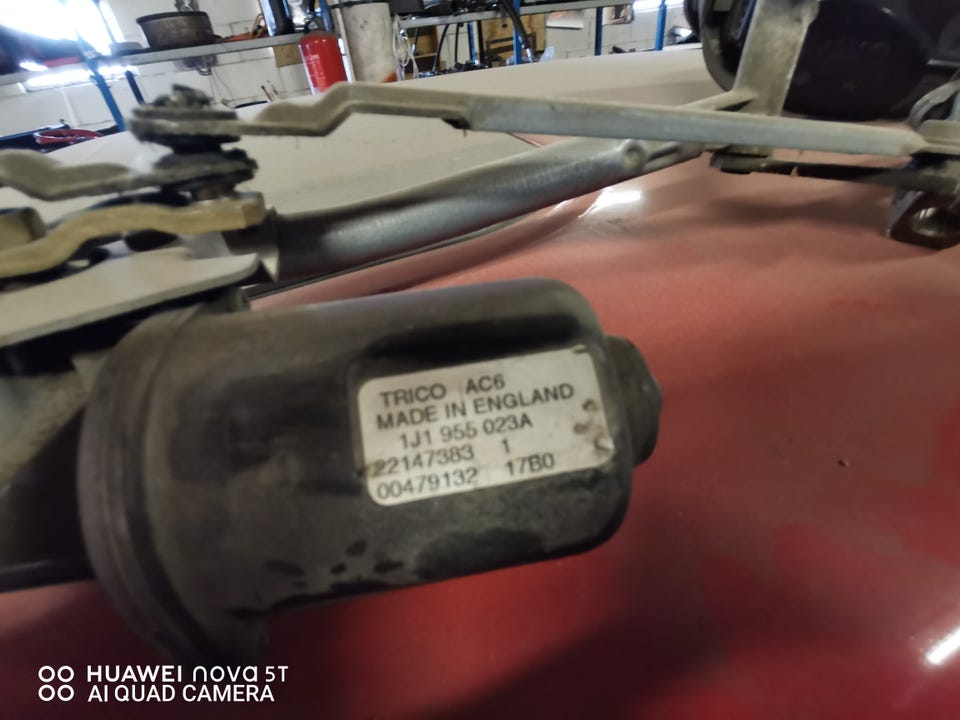 TRICO AC6
MADE IN ENGLAND
1J1 955 023A
22147383 1
00479132 17B0
HUAWEI nova 5T
AI QUAD CAMERA